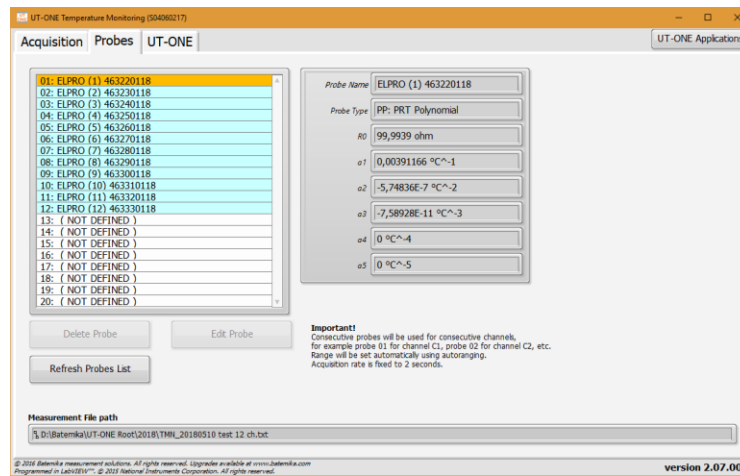 UT-ONE Temperature Monitoring (S04060217)
Acquisition Probes UT-ONE
UT-ONE Applications
01: ELPRO (1) 463220118
02: ELPRO (2) 463230118
03: ELPRO (3) 463240118
04: ELPRO (4) 463250118
05: ELPRO (5) 463260118
06: ELPRO (6) 463270118
07: ELPRO (7) 463280118
08: ELPRO (8) 463290118
09: ELPRO (9) 463300118
10: ELPRO (10) 463310118
11: ELPRO (11) 463320118
12: ELPRO (12) 463330118
13: ( NOT DEFINED )
14: ( NOT DEFINED )
15: ( NOT DEFINED )
16: ( NOT DEFINED )
17: ( NOT DEFINED )
18: ( NOT DEFINED )
19: ( NOT DEFINED )
20: ( NOT DEFINED )
Delete Probe
Edit Probe
Refresh Probes List
Probe Name ELPRO (1) 463220118
Probe Type PP: PRT Polynomial
R0 99,9939 ohm
a1 0,00391166 ºC^-1
a2 -5,74836E-7 ºC^-2
a3 -7,58928E-11 ºC^-3
a4 0 ºC^-4
a5 0 ºC^-5
Important!
Consecutive probes will be used for consecutive channels,
for example probe 01 for channel C1, probe 02 for channel C2, etc.
Range will be set automatically using autoranging.
Acquisition rate is fixed to 2 seconds.
Measurement File path
D:\Batemika\UT-ONE Root\2018\TMN_20180510 test 12 ch.txt
© 2016 Batemika measurement solutions. All rights reserved. Upgrades available at www.batemika.com
Programmed in LabVIEW™. © 2015 National Instruments Corporation. All rights reserved.
version 2.07.00